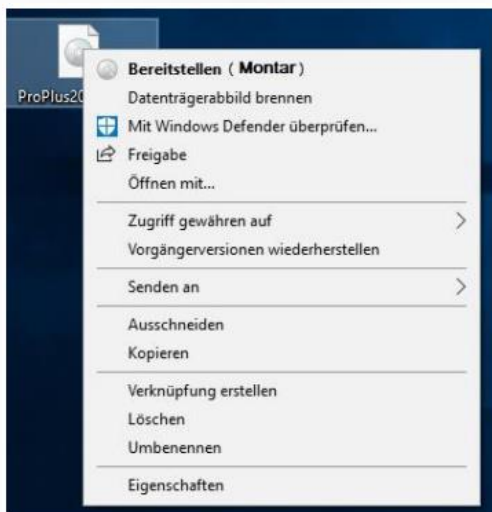 ProPlus20
Bereitstellen ( Montar )
Datenträgerabbild brennen
Mit Windows Defender überprüfen...
Freigabe
Öffnen mit...
Zugriff gewähren auf
Vorgängerversionen wiederherstellen
Senden an
Ausschneiden
Kopieren
Verknüpfung erstellen
Löschen
Umbenennen
Eigenschaften